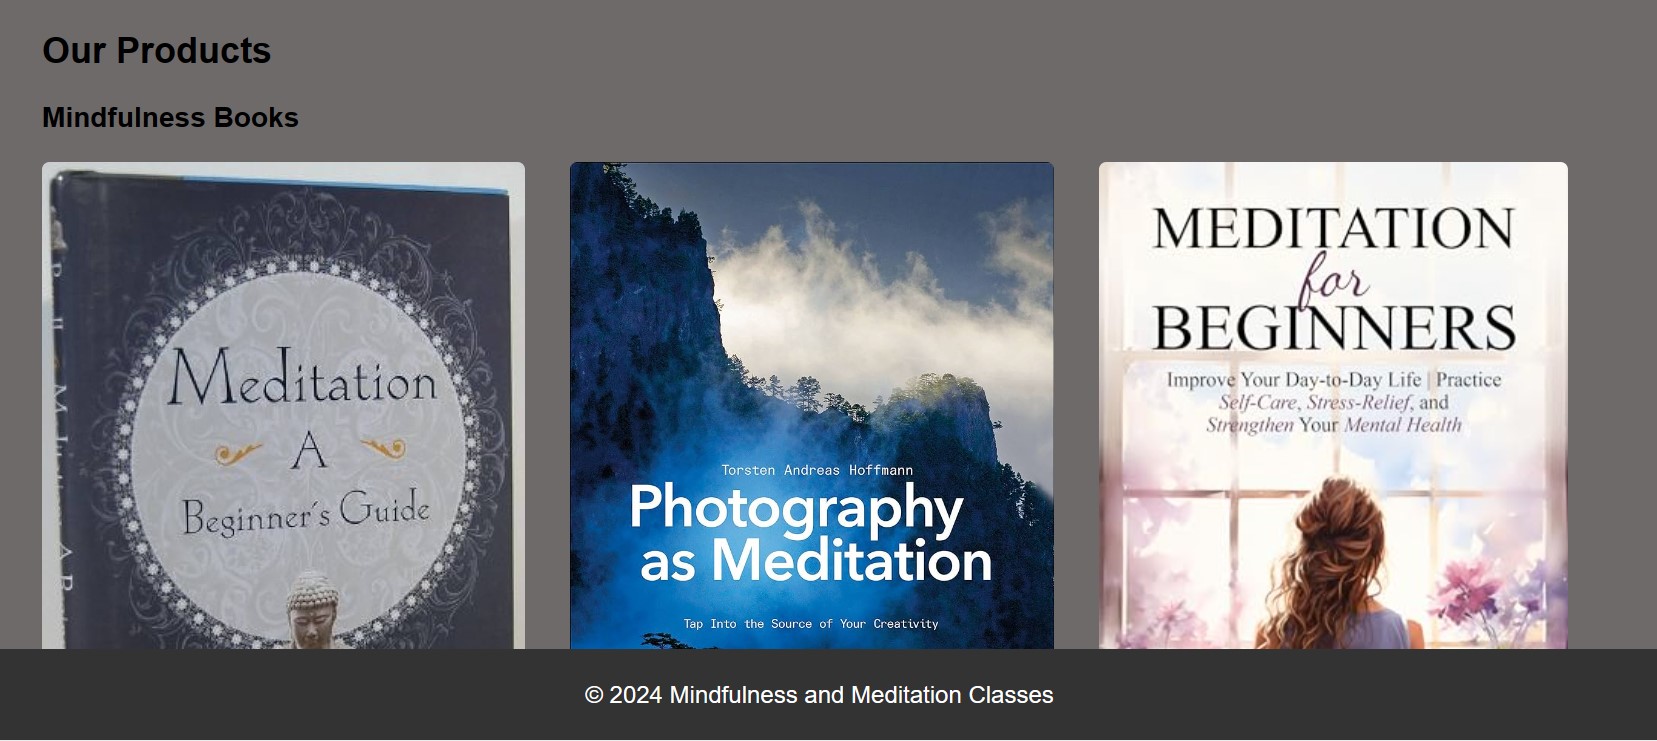 Our Products
Mindfulness Books
Meditation
A
Beginner's Guide
Torsten Andreas Hoffmann
Photography
as Meditation
Tap Into the Source of Your Creativity
MEDITATION
for
BEGINNERS
Improve Your Day-to-Day Life | Practice
Self-Care, Stress-Relief, and
Strengthen Your Mental Health
© 2024 Mindfulness and Meditation Classes